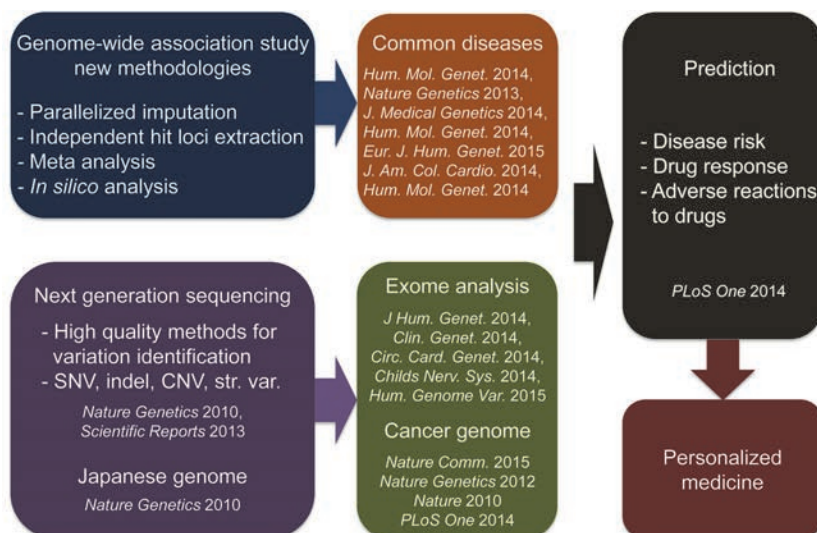 Genome-wide association study
new methodologies
- Parallelized imputation
- Independent hit loci extraction
- Meta analysis
- In silico analysis
Common diseases
Hum. Mol. Genet. 2014,
Nature Genetics 2013,
J. Medical Genetics 2014,
Hum. Mol. Genet. 2014,
Eur. J. Hum. Genet. 2015
J. Am. Col. Cardio. 2014,
Hum. Mol. Genet. 2014
Next generation sequencing
- High quality methods for
variation identification
- SNV, indel, CNV, str. var.
Nature Genetics 2010,
Scientific Reports 2013
Japanese genome
Nature Genetics 2010
Exome analysis
J Hum. Genet. 2014,
Clin. Genet. 2014,
Circ. Card. Genet. 2014,
Childs Nerv. Sys. 2014,
Hum. Genome Var. 2015
Cancer genome
Nature Comm. 2015
Nature Genetics 2012
Nature 2010
PLoS One 2014
Prediction
- Disease risk
- Drug response
- Adverse reactions
to drugs
PLoS One 2014
Personalized
medicine